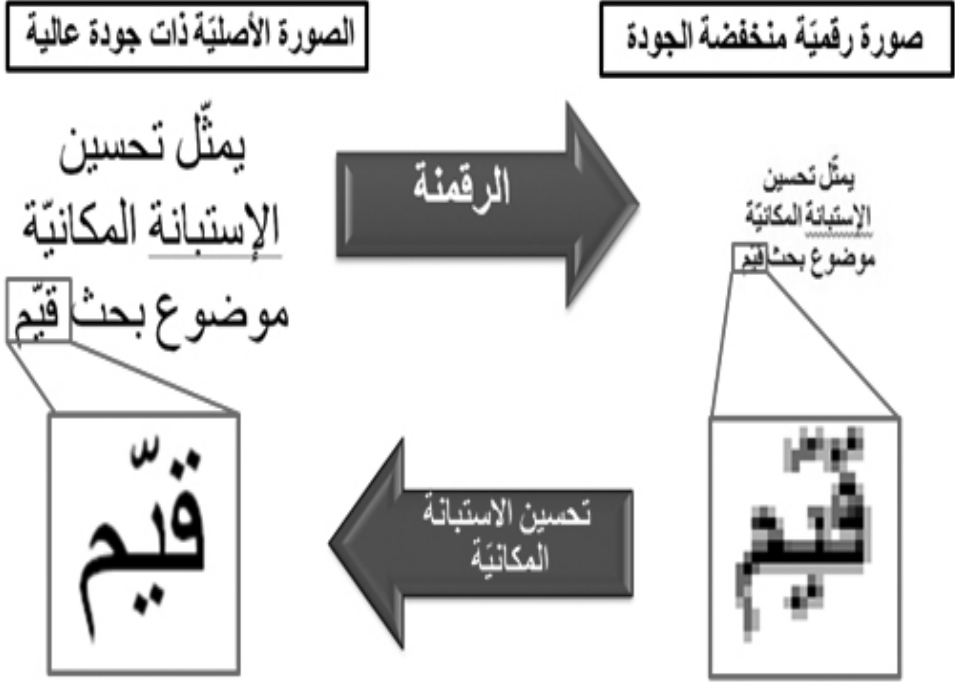 صورة رقميّة منخفضة الجودة
الصورة الأصليّة ذات جودة عالية
يمثّل تحسين
الإستبانة المكانيّة
موضوع بحث قيّم
الرقمنة
يمثّل تحسين
الإستبانة المكانيّة
موضوع بحث قيّم
قيّم
تحسين الاستبانة
المكانيّة
قيّم